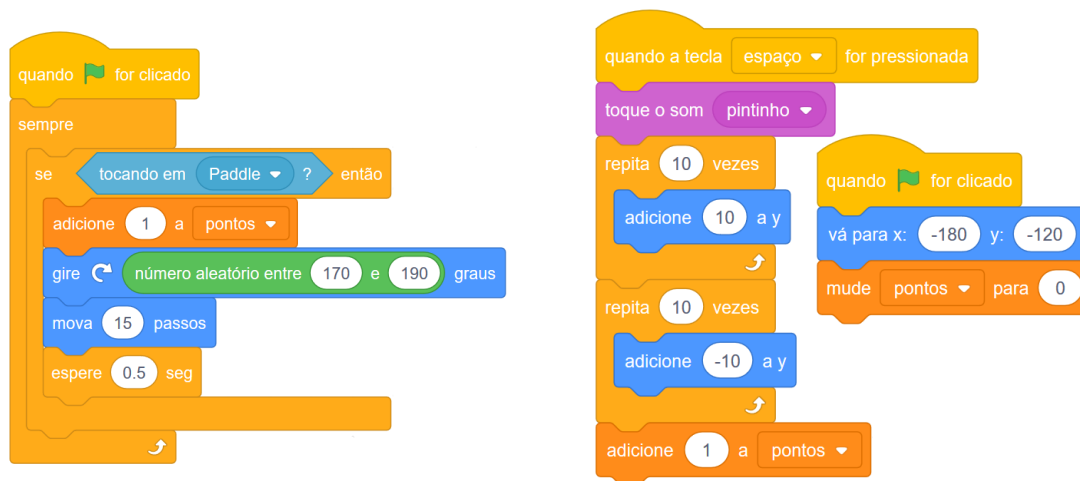 quando for clicado
sempre
se tocando em Paddle ? então
adicione 1 a pontos
gire número aleatório entre 170 e 190 graus
mova 15 passos
espere 0.5 seg
quando a tecla espaço for pressionada
toque o som pintinho
repita 10 vezes
adicione 10 a y
repita 10 vezes
adicione -10 a y
adicione 1 a pontos
quando for clicado
vá para x: -180 y: -120
mude pontos para 0